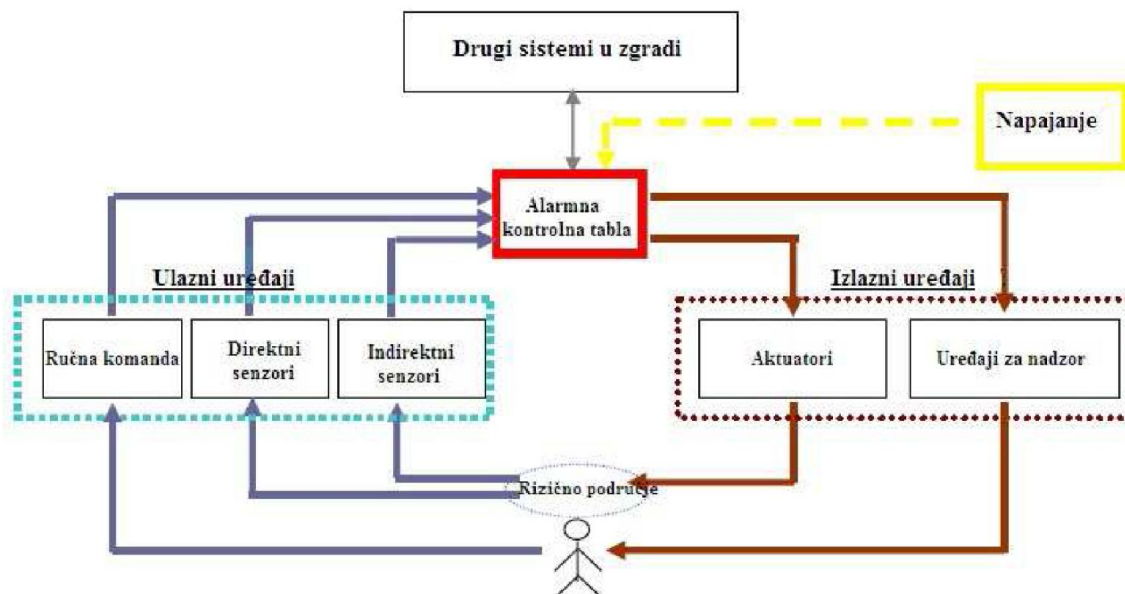 Drugi sistemi u zgradi
Napajanje
Alarmna
kontrolna tabla
Ulazni uređaji
Izlazni uređaji
Ručna komanda
Direktni
senzori
Indirektni
senzori
Aktuatori
Uređaji za nadzor
Rizično područje